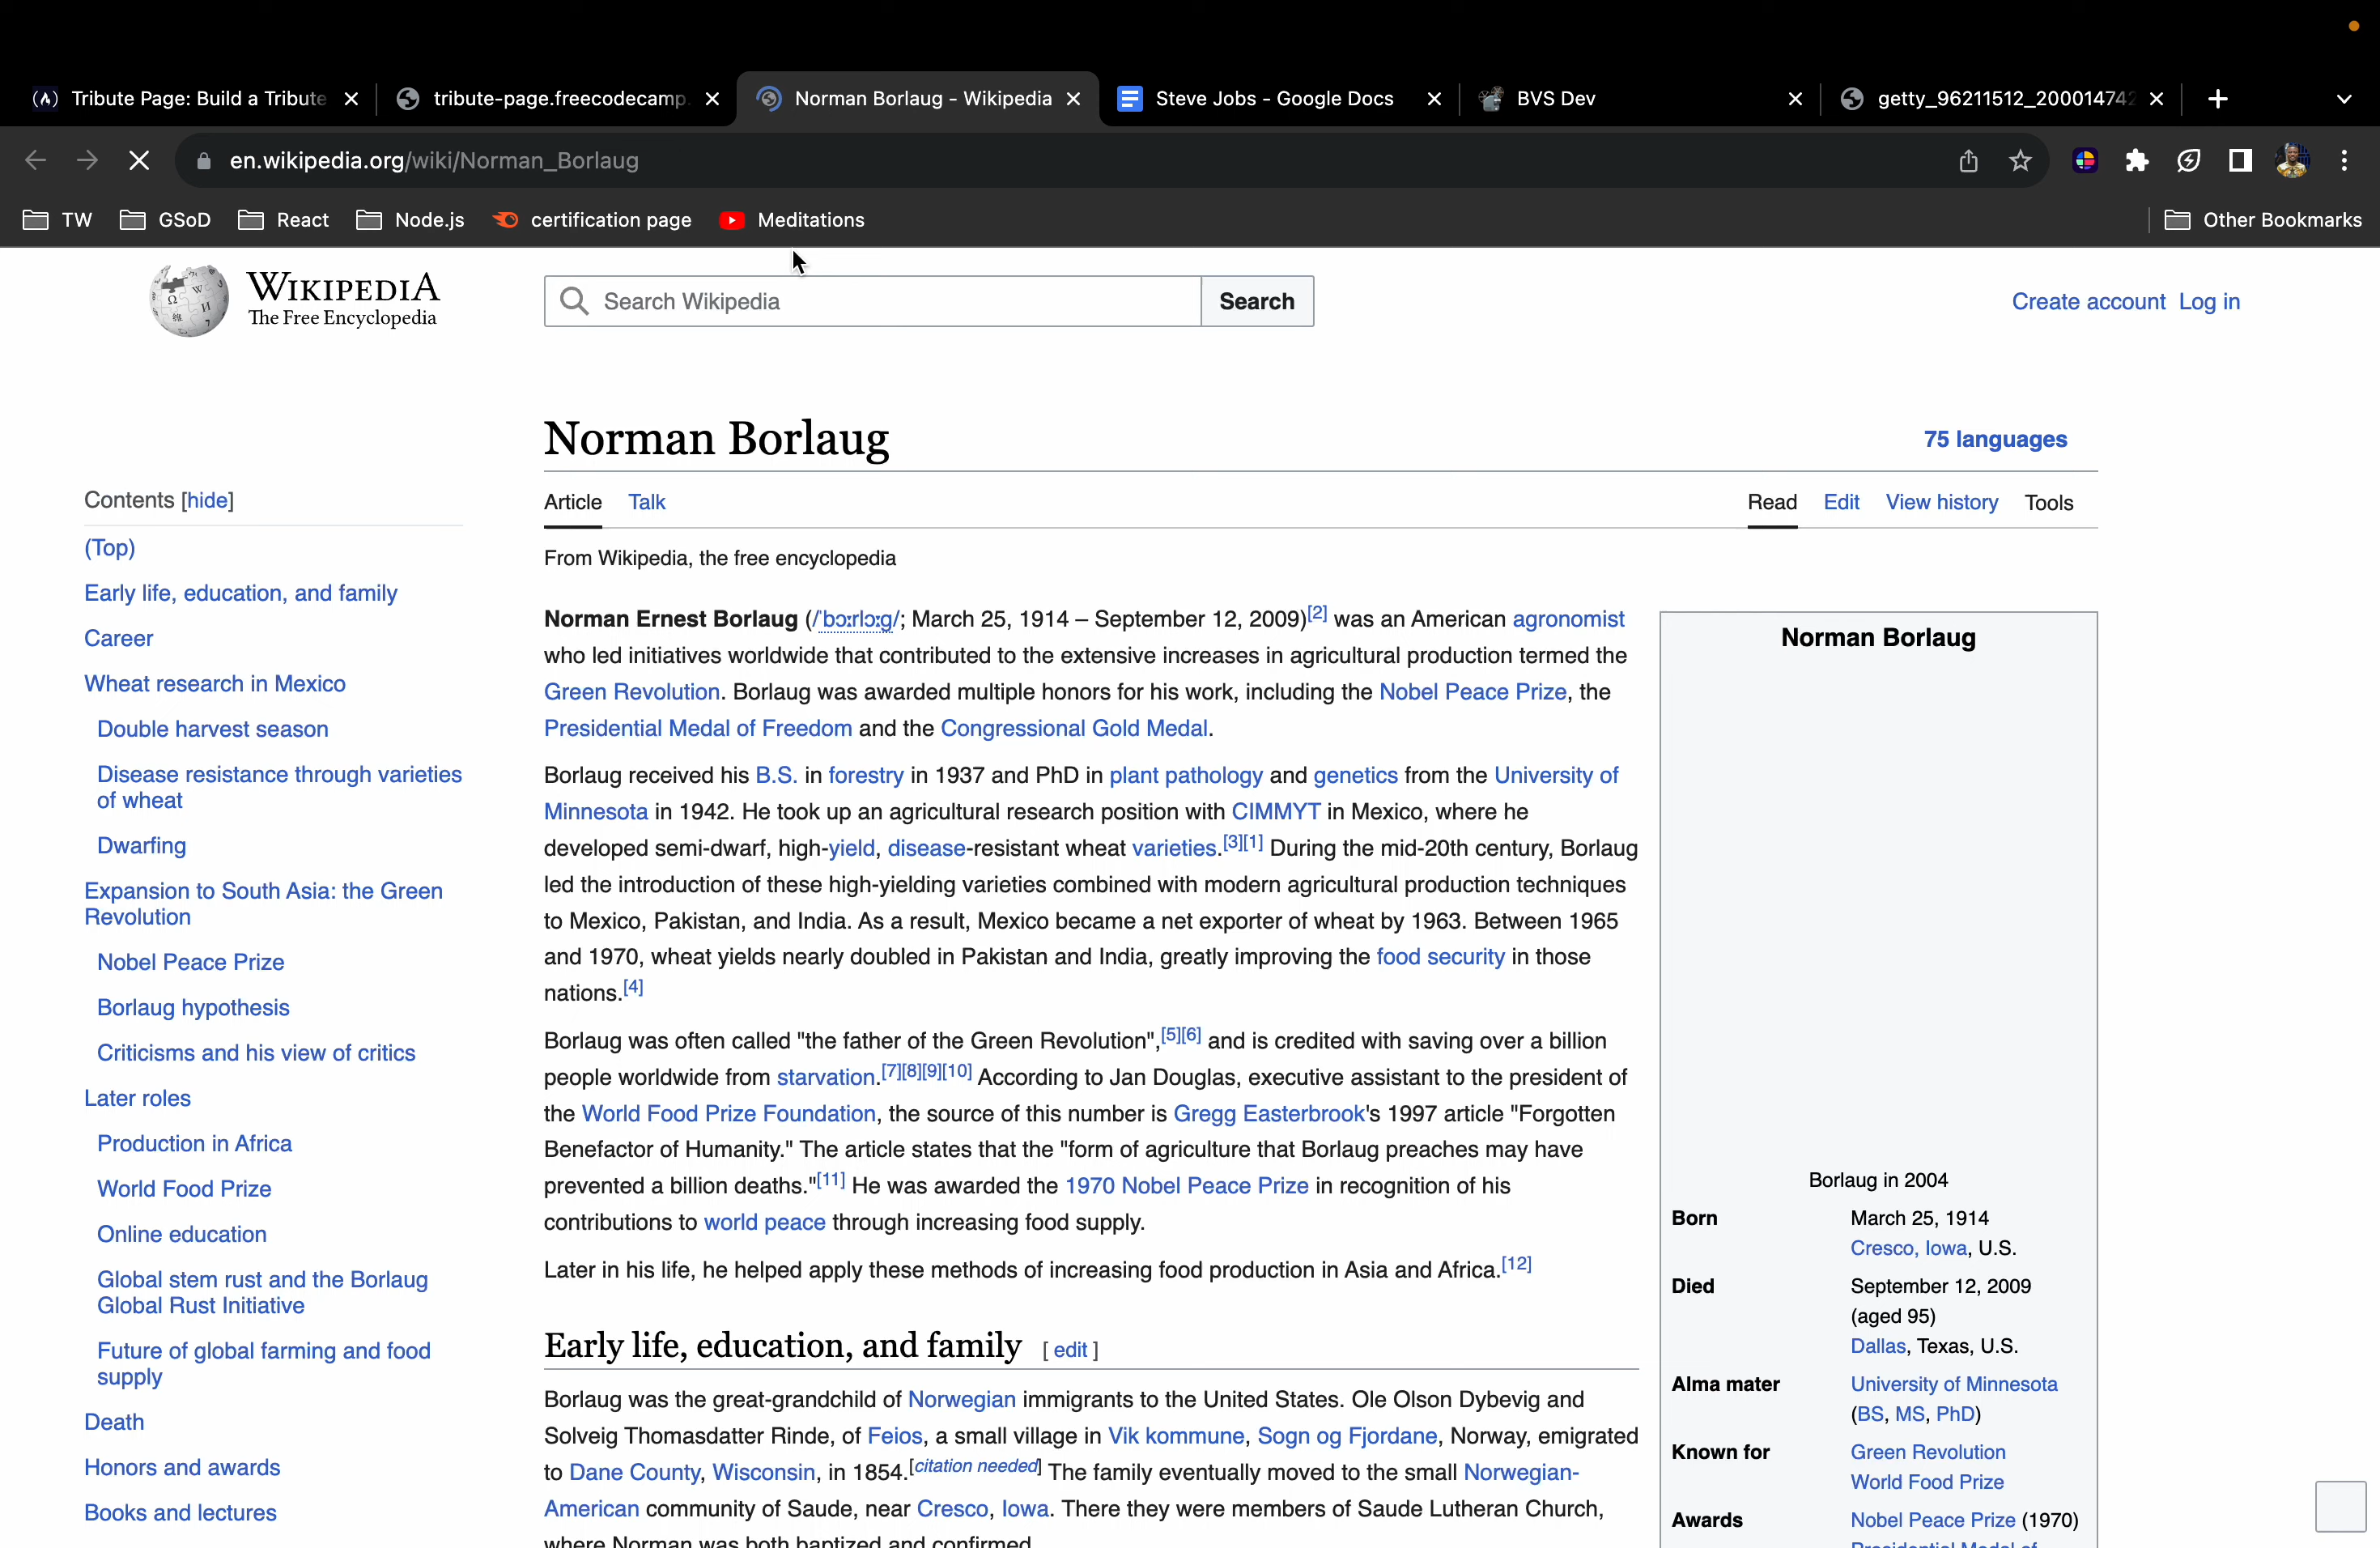 Tribute Page: Build a Tribute
tribute-page.freecodecamp.
Norman Borlaug - Wikipedia
Steve Jobs - Google Docs
BVS Dev
getty_96211512_200014742
en.wikipedia.org/wiki/Norman_Borlaug
TW
GSoD
React
Node.js
certification page
Meditations
Other Bookmarks
WIKIPEDIA
The Free Encyclopedia
Search Wikipedia
Search
Create account Log in
Norman Borlaug
75 languages
Contents [hide]
(Top)
Early life, education, and family
Career
Wheat research in Mexico
Double harvest season
Disease resistance through varieties
of wheat
Dwarfing
Expansion to South Asia: the Green
Revolution
Nobel Peace Prize
Borlaug hypothesis
Criticisms and his view of critics
Later roles
Production in Africa
World Food Prize
Online education
Global stem rust and the Borlaug
Global Rust Initiative
Future of global farming and food
supply
Death
Honors and awards
Books and lectures
Article Talk
Read Edit View history Tools
From Wikipedia, the free encyclopedia
Norman Ernest Borlaug (/ˈbɔːrlɔːɡ/; March 25, 1914 – September 12, 2009)[2] was an American agronomist
who led initiatives worldwide that contributed to the extensive increases in agricultural production termed the
Green Revolution. Borlaug was awarded multiple honors for his work, including the Nobel Peace Prize, the
Presidential Medal of Freedom and the Congressional Gold Medal.
Borlaug received his B.S. in forestry in 1937 and PhD in plant pathology and genetics from the University of
Minnesota in 1942. He took up an agricultural research position with CIMMYT in Mexico, where he
developed semi-dwarf, high-yield, disease-resistant wheat varieties.[3][1] During the mid-20th century, Borlaug
led the introduction of these high-yielding varieties combined with modern agricultural production techniques
to Mexico, Pakistan, and India. As a result, Mexico became a net exporter of wheat by 1963. Between 1965
and 1970, wheat yields nearly doubled in Pakistan and India, greatly improving the food security in those
nations.[4]
Borlaug was often called "the father of the Green Revolution",[5][6] and is credited with saving over a billion
people worldwide from starvation.[7][8][9][10] According to Jan Douglas, executive assistant to the president of
the World Food Prize Foundation, the source of this number is Gregg Easterbrook's 1997 article "Forgotten
Benefactor of Humanity." The article states that the "form of agriculture that Borlaug preaches may have
prevented a billion deaths."[11] He was awarded the 1970 Nobel Peace Prize in recognition of his
contributions to world peace through increasing food supply.
Later in his life, he helped apply these methods of increasing food production in Asia and Africa.[12]
Early life, education, and family [ edit ]
Borlaug was the great-grandchild of Norwegian immigrants to the United States. Ole Olson Dybevig and
Solveig Thomasdatter Rinde, of Feios, a small village in Vik kommune, Sogn og Fjordane, Norway, emigrated
to Dane County, Wisconsin, in 1854.[citation needed] The family eventually moved to the small Norwegian-
American community of Saude, near Cresco, Iowa. There they were members of Saude Lutheran Church,
where Norman was both baptized and confirmed
Norman Borlaug
Borlaug in 2004
Born March 25, 1914
Cresco, Iowa, U.S.
Died September 12, 2009
(aged 95)
Dallas, Texas, U.S.
Alma mater University of Minnesota
(BS, MS, PhD)
Known for Green Revolution
World Food Prize
Awards Nobel Peace Prize (1970)
Presidential Medal of